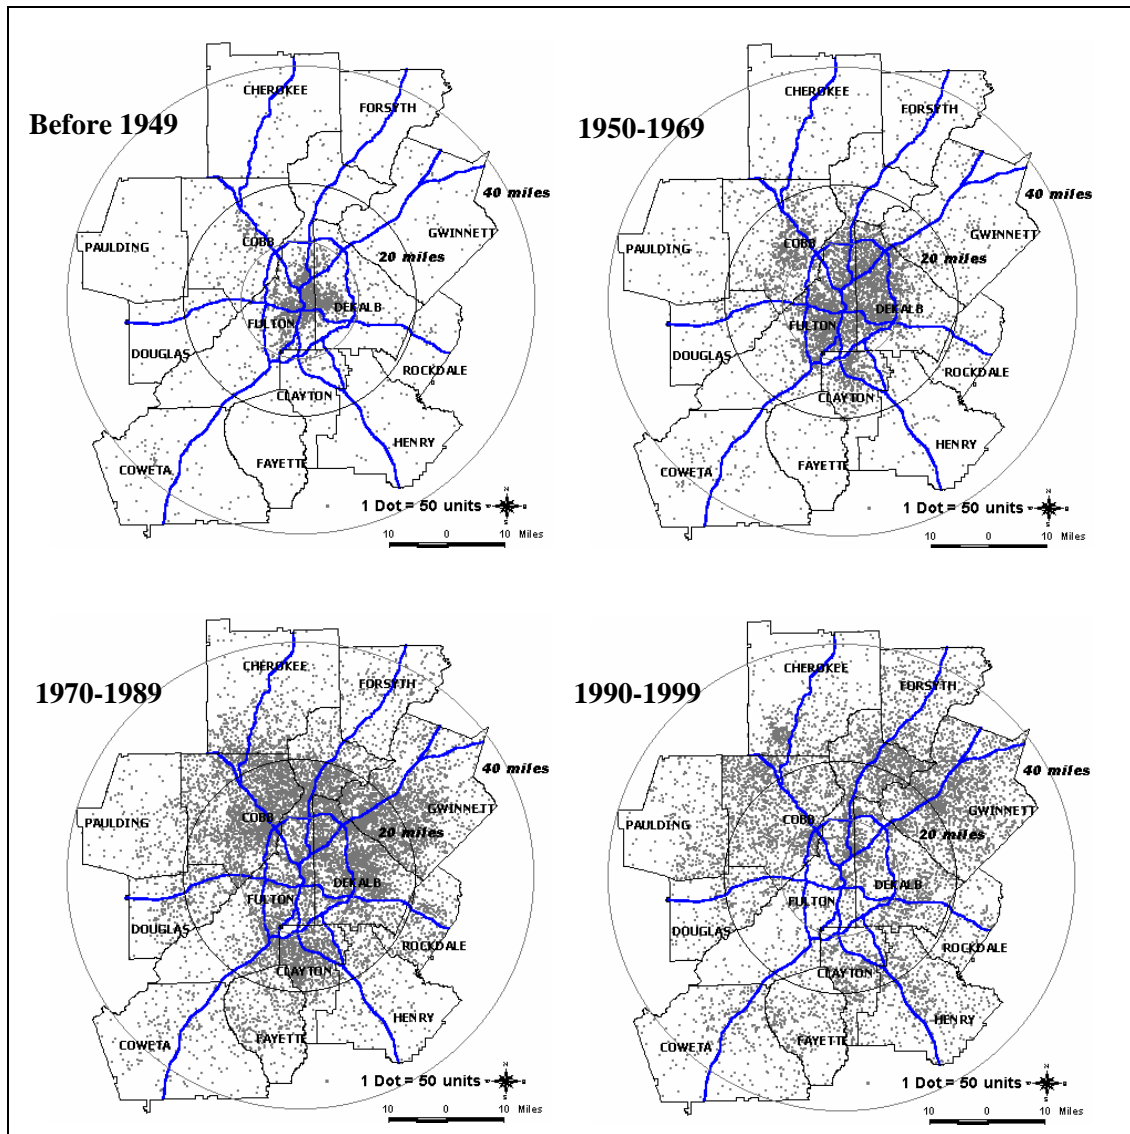 Before 1949
CHEROKEE
FORSYTH
40 miles
GWINNETT
PAULDING
COBB
20 miles
DEKALB
FULTON
DOUGLAS
ROCKDALE
CLAYTON
HENRY
COWETA
FAYETTE
1 Dot = 50 units
10 0 10 Miles
1950-1969
CHEROKEE
FORSYTH
40 miles
GWINNETT
PAULDING
COBB
20 miles
DEKALB
FULTON
DOUGLAS
ROCKDALE
CLAYTON
HENRY
COWETA
FAYETTE
1 Dot = 50 units
10 0 10 Miles
1970-1989
CHEROKEE
FORSYTH
40 miles
GWINNETT
PAULDING
COBB
20 miles
DEKALB
FULTON
DOUGLAS
ROCKDALE
CLAYTON
HENRY
COWETA
FAYETTE
1 Dot = 50 units
10 0 10 Miles
1990-1999
CHEROKEE
FORSYTH
40 miles
GWINNETT
PAULDING
COBB
20 miles
DEKALB
FULTON
DOUGLAS
ROCKDALE
CLAYTON
HENRY
COWETA
FAYETTE
1 Dot = 50 units
10 0 10 Miles